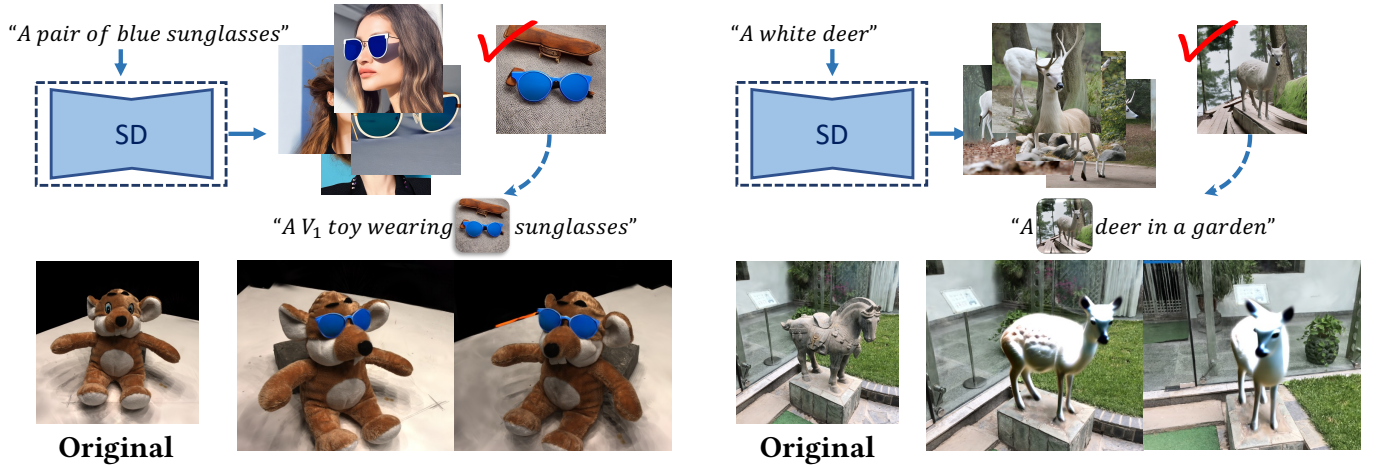 “A pair of blue sunglasses”
SD
“A V₁ toy wearing sunglasses”
Original
“A white deer”
SD
“A deer in a garden”
Original